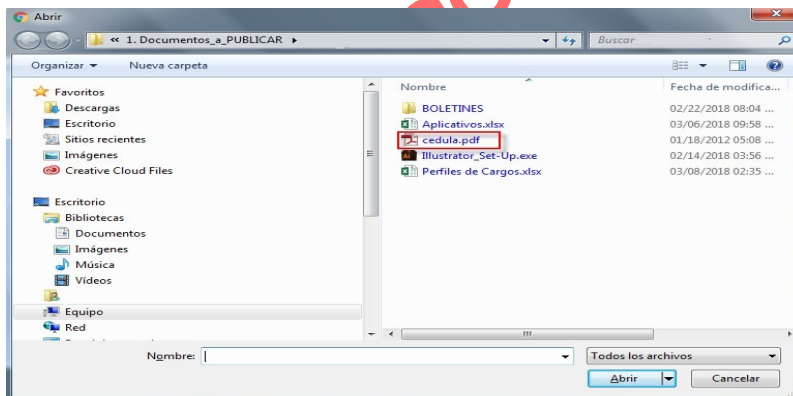 Abrir
« 1. Documentos_a_PUBLICAR
Buscar
Organizar Nueva carpeta
Favoritos
Descargas
Escritorio
Sitios recientes
Imágenes
Creative Cloud Files
Escritorio
Bibliotecas
Documentos
Imágenes
Música
Vídeos
Equipo
Red
Nombre Fecha de modifica...
BOLETINES 02/22/2018 08:04 ...
Aplicativos.xlsx 03/06/2018 09:58 ...
cedula.pdf 01/18/2012 05:08 ...
Illustrator_Set-Up.exe 02/14/2018 03:56 ...
Perfiles de Cargos.xlsx 03/08/2018 02:35 ...
Nombre: Todos los archivos
Abrir Cancelar